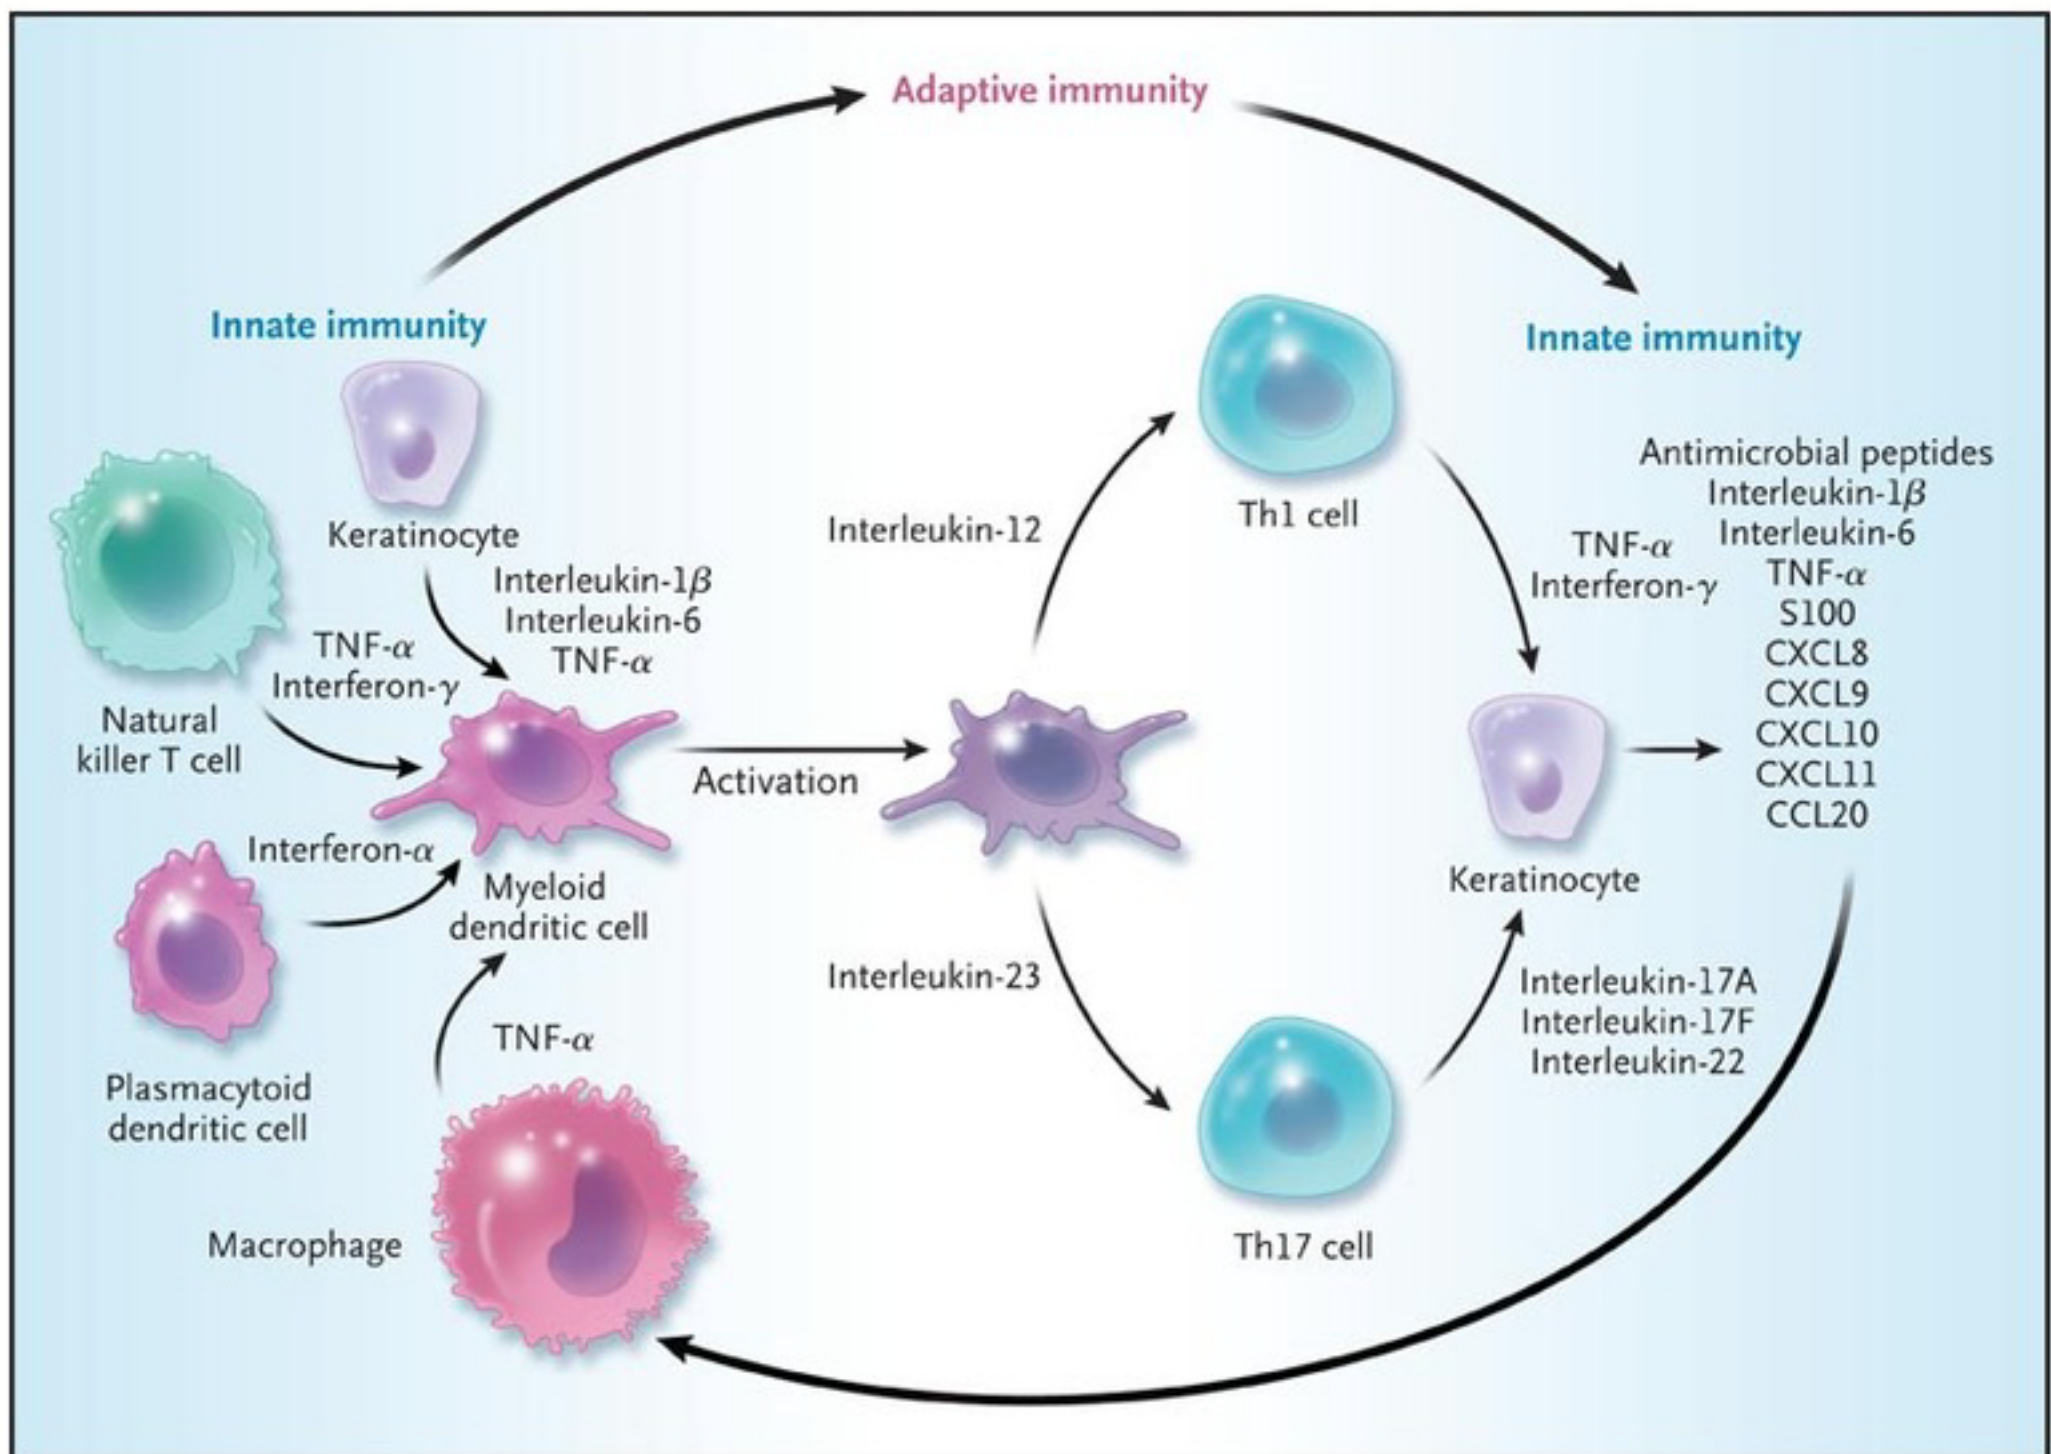 Adaptive immunity
Innate immunity
Innate immunity
Keratinocyte
Interleukin-1β
Interleukin-6
TNF-α
TNF-α
Interferon-γ
Natural
killer T cell
Interferon-α
Plasmacytoid
dendritic cell
Myeloid
dendritic cell
TNF-α
Macrophage
Activation
Interleukin-12
Interleukin-23
Th1 cell
Th17 cell
TNF-α
Interferon-γ
Keratinocyte
Interleukin-17A
Interleukin-17F
Interleukin-22
Antimicrobial peptides
Interleukin-1β
Interleukin-6
TNF-α
S100
CXCL8
CXCL9
CXCL10
CXCL11
CCL20